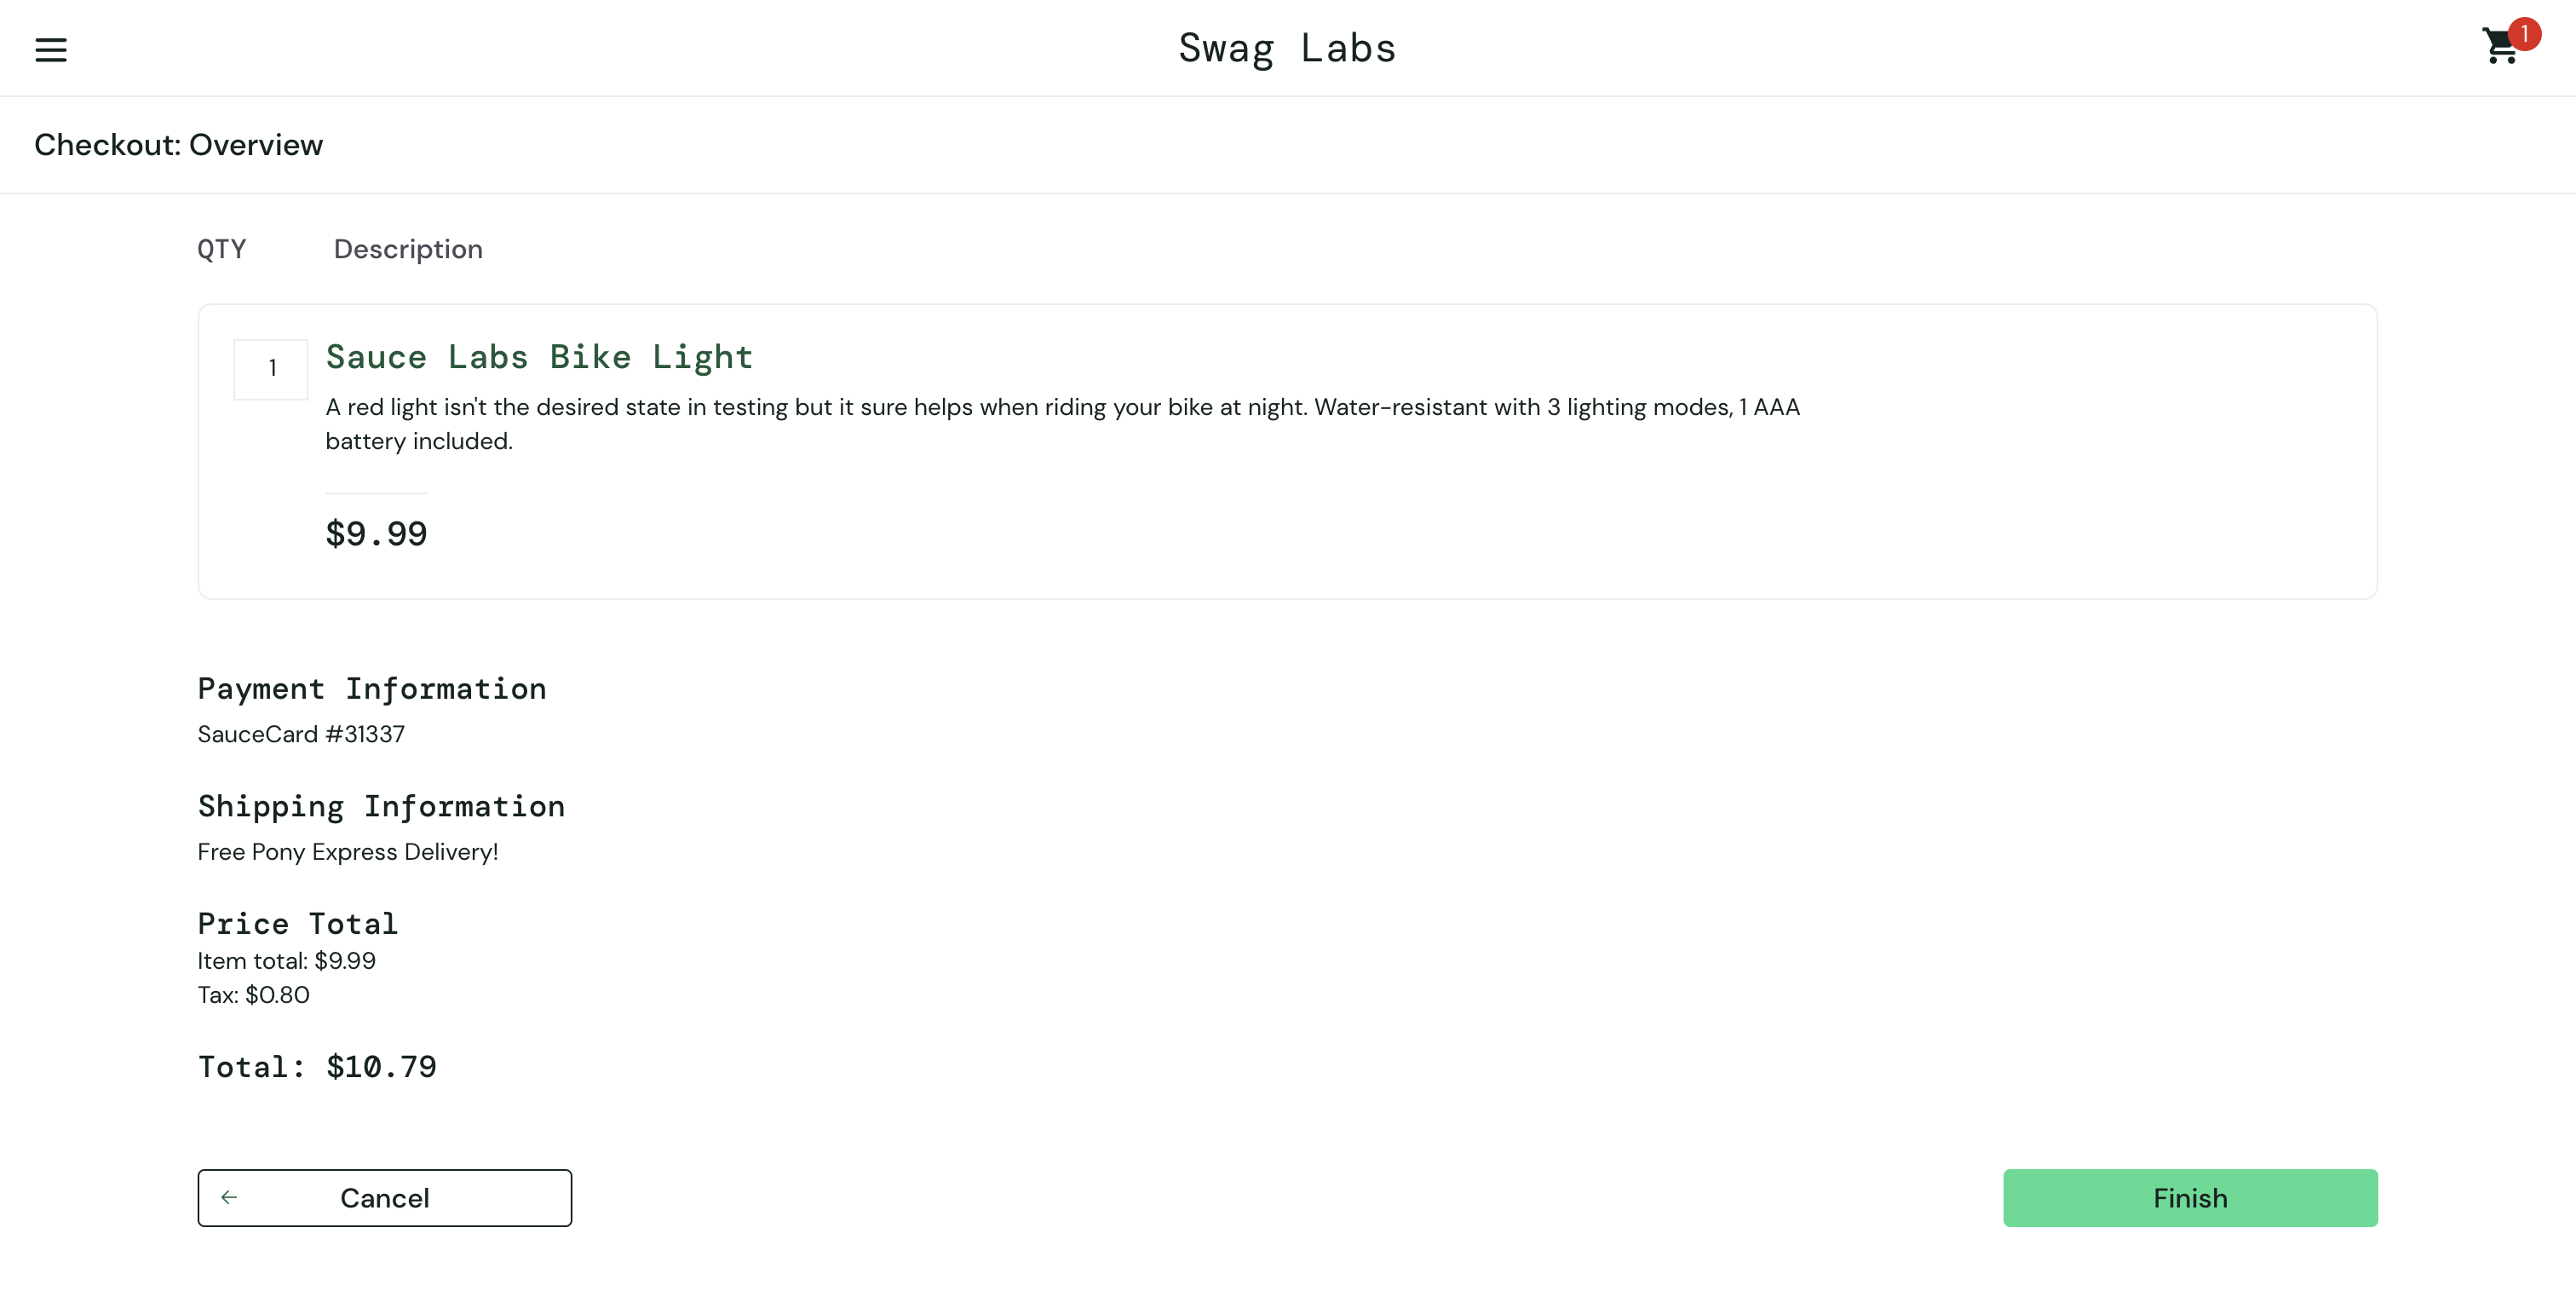 Swag Labs
1
Checkout: Overview
QTY Description
1
Sauce Labs Bike Light
A red light isn't the desired state in testing but it sure helps when riding your bike at night. Water-resistant with 3 lighting modes, 1 AAA
battery included.
$9.99
Payment Information
SauceCard #31337
Shipping Information
Free Pony Express Delivery!
Price Total
Item total: $9.99
Tax: $0.80
Total: $10.79
Cancel
Finish